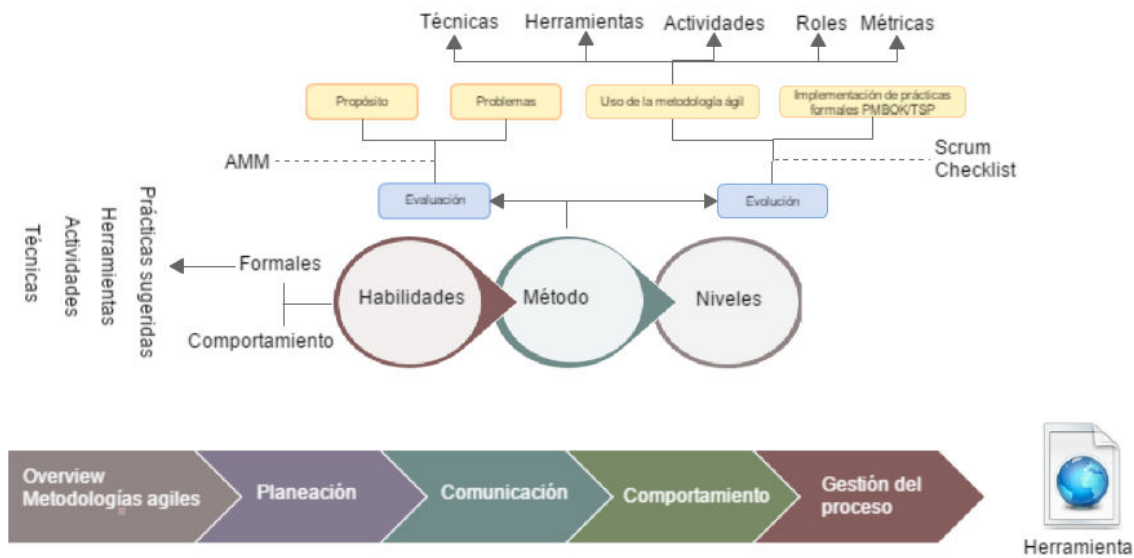 Técnicas
Herramientas
Actividades
Roles
Métricas
Propósito
Problemas
Uso de la metodología ágil
Implementación de prácticas
formales PMBOK/TSP
AMM
Scrum
Checklist
Evaluación
Evolución
Prácticas sugeridas
Herramientas
Actividades
Técnicas
Formales
Comportamiento
Habilidades
Método
Niveles
Overview
Metodologías agiles
Planeación
Comunicación
Comportamiento
Gestión del
proceso
Herramienta